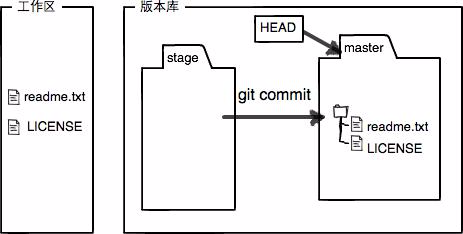 工作区
版本库
HEAD
stage
master
git commit
readme.txt
LICENSE
readme.txt
LICENSE